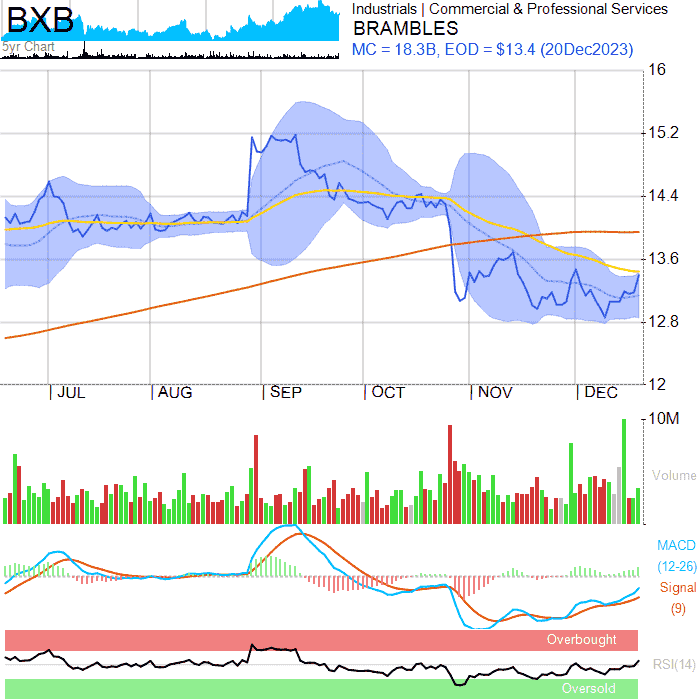 BXB
5yr Chart
Industrials | Commercial & Professional Services
BRAMBLES
MC = 18.3B, EOD = $13.4 (20Dec2023)
16
15.2
14.4
13.6
12.8
12
JUL AUG SEP OCT NOV DEC
10M
Volume
MACD
(12-26)
Signal
(9)
Overbought
RSI(14)
Oversold